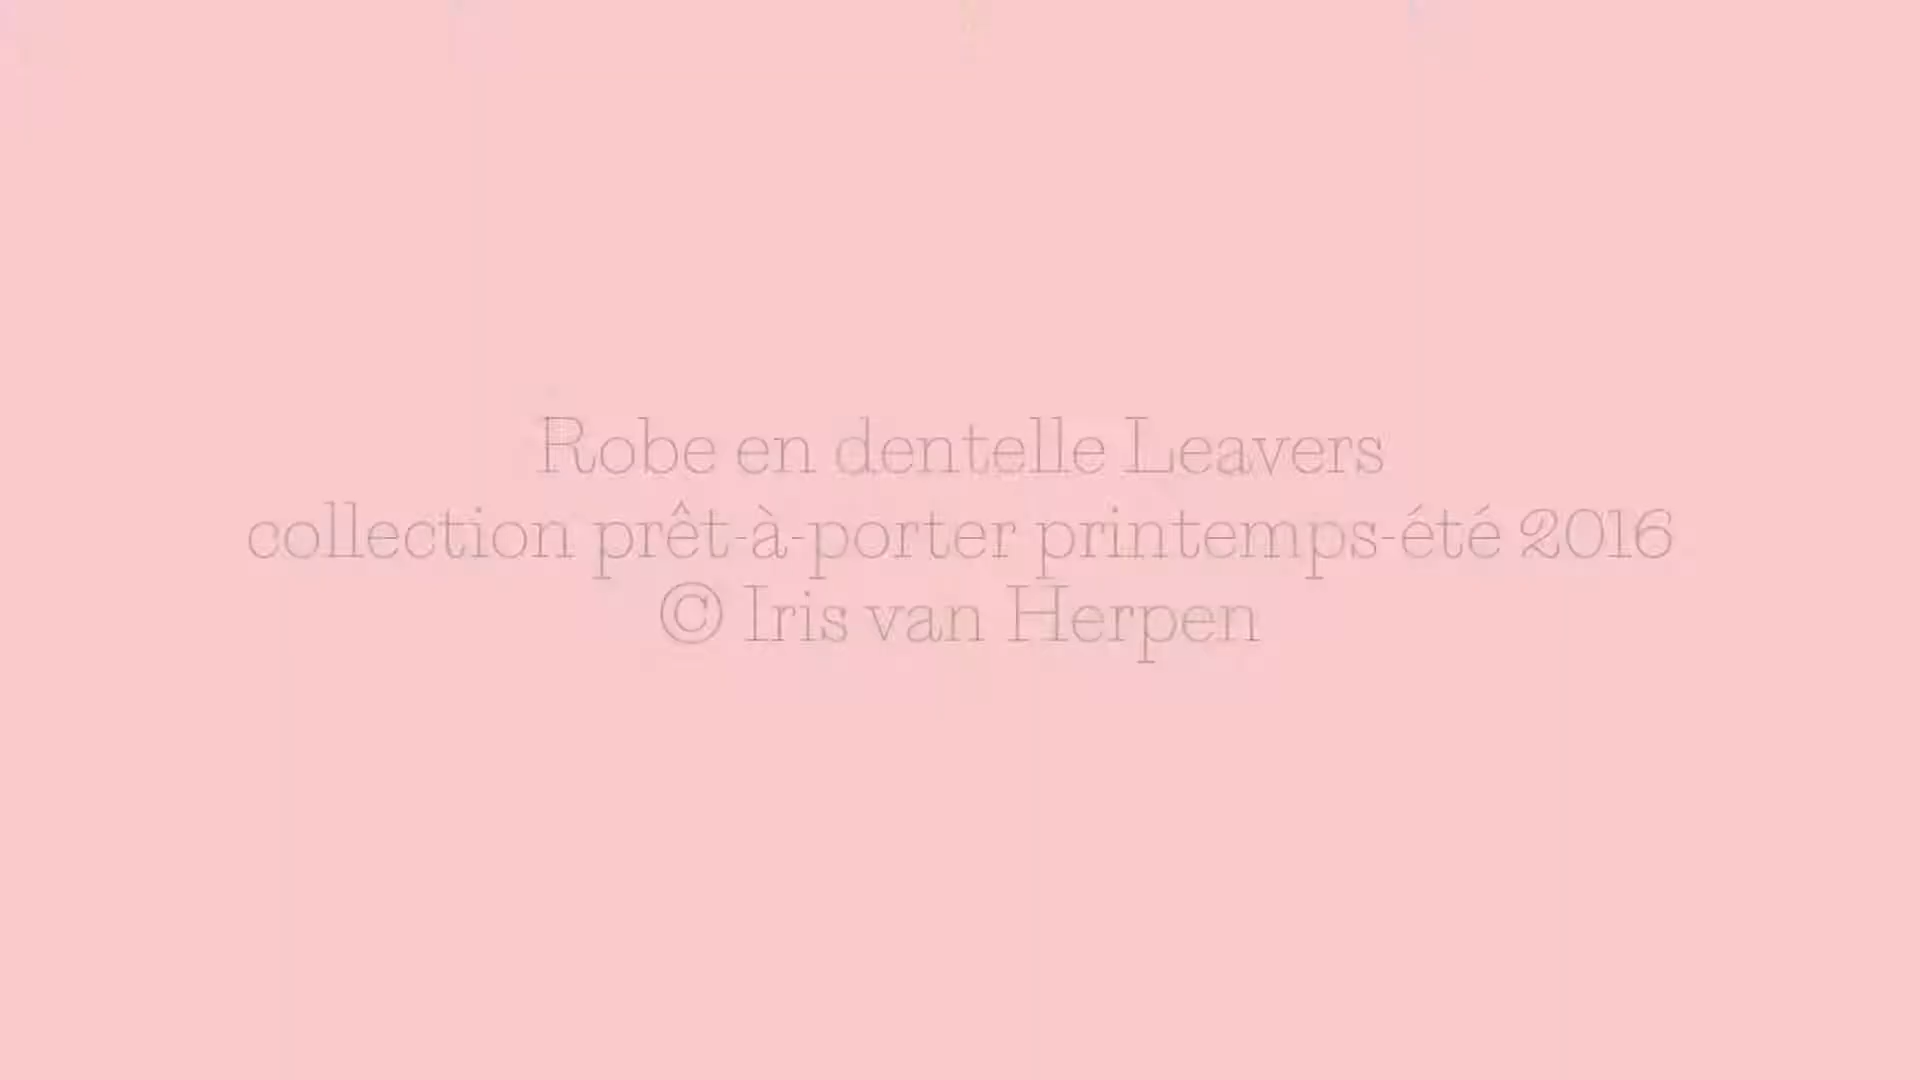 Robe en dentelle Leavers
collection prêt-à-porter printemps-été 2016
© Iris van Herpen